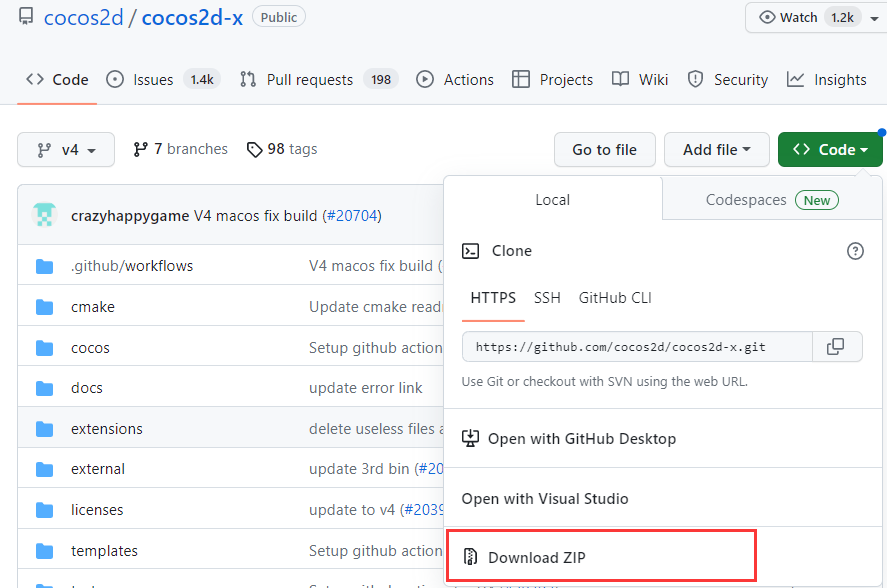 cocos2d / cocos2d-x Public Watch 1.2k
Code Issues 1.4k Pull requests 198 Actions Projects Wiki Security Insights
v4 7 branches 98 tags Go to file Add file Code
Local Codespaces New
crazyhappygame V4 macos fix build (#20704)
Clone
.github/workflows V4 macos fix build (
HTTPS SSH GitHub CLI
cmake Update cmake
cocos Setup github action
https://github.com/cocos2d/cocos2d-x.git
docs update error link
Use Git or checkout with SVN using the web URL.
extensions delete useless files
Open with GitHub Desktop
external update 3rd bin (#20
Open with Visual Studio
licenses update to v4 (#2039
templates Setup github action
Download ZIP